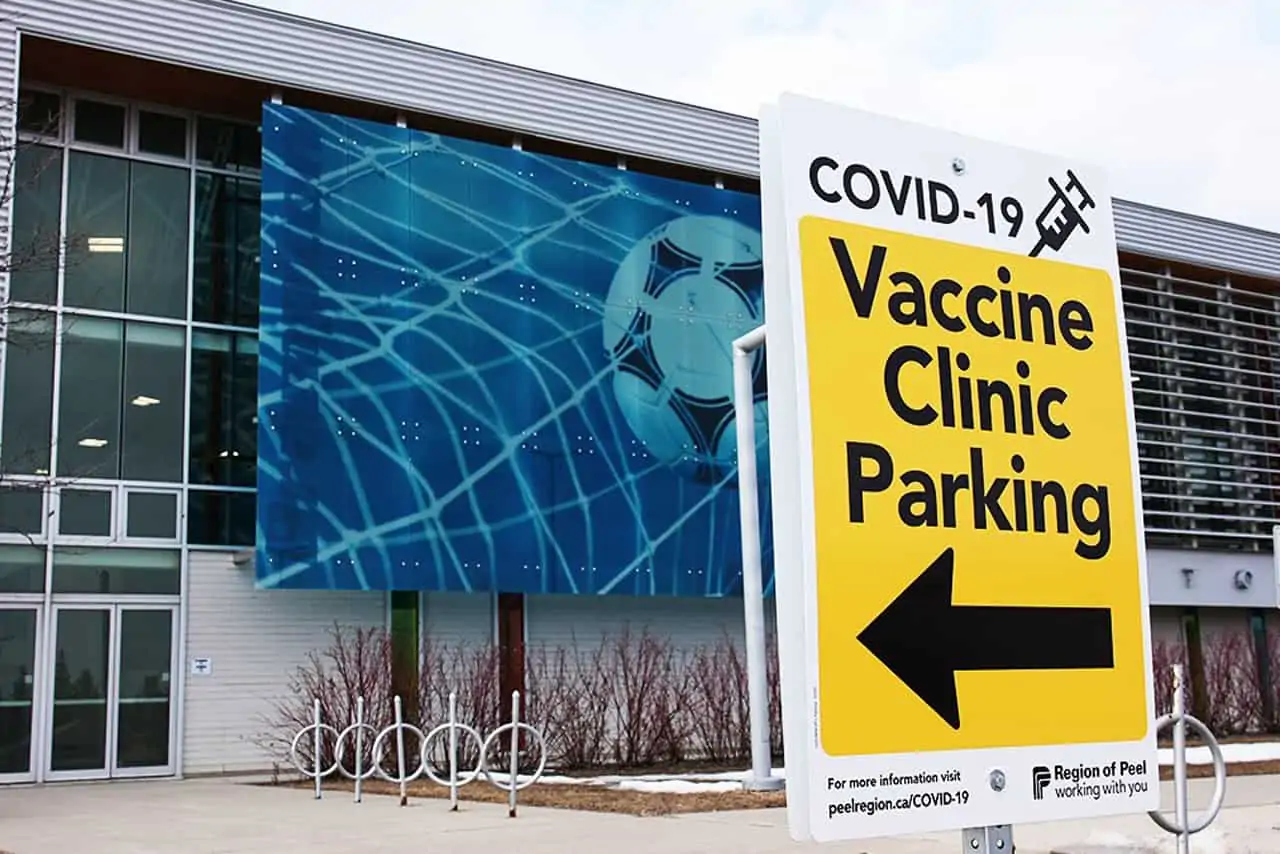 COVID-19
Vaccine
Clinic
Parking
For more information visit
peelregion.ca/COVID-19
Region of Peel
working with you